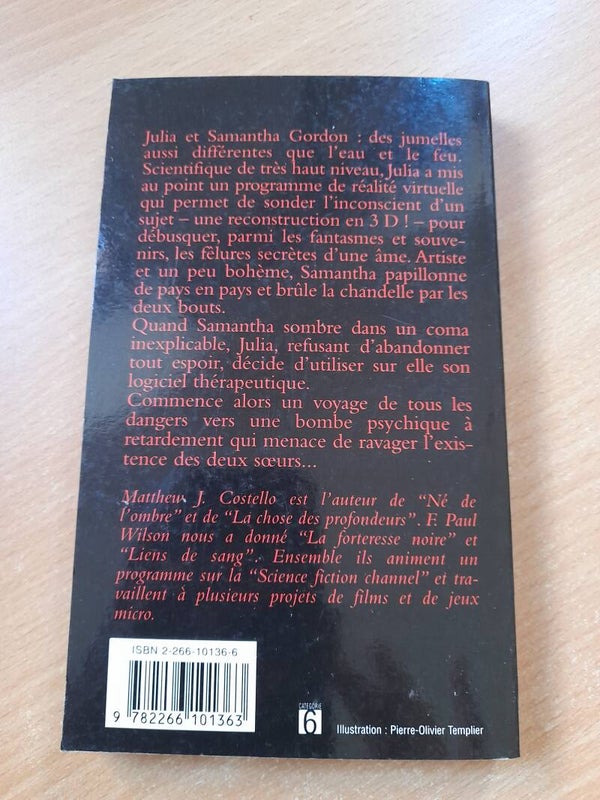 Julia et Samantha Gordon : des jumelles
aussi différentes que l'eau et le feu.
Scientifique de très haut niveau, Julia a mis
au point un programme de réalité virtuelle
qui permet de sonder l'inconscient d'un
sujet – une reconstruction en 3 D ! – pour
débusquer, parmi les fantasmes et souve-
nirs, les fêlures secrètes d'une âme. Artiste
et un peu bohème, Samantha papillonne
de pays en pays et brûle la chandelle par les
deux bouts.
Quand Samantha sombre dans un coma
inexplicable, Julia, refusant d'abandonner
tout espoir, décide d'utiliser sur elle son
logiciel thérapeutique.
Commence alors un voyage de tous les
dangers vers une bombe psychique à
retardement qui menace de ravager l'exis-
tence des deux sœurs...
Matthew J. Costello est l'auteur de "Né de
l'ombre" et de "La chose des profondeurs". F. Paul
Wilson nous a donné "La forteresse noire" et
"Liens de sang". Ensemble ils animent un
programme sur la "Science fiction channel" et tra-
vaillent à plusieurs projets de films et de jeux
micro.
ISBN 2-266-10136-6
9 782266 101363
CATÉGORIE
6
Illustration : Pierre-Olivier Templier